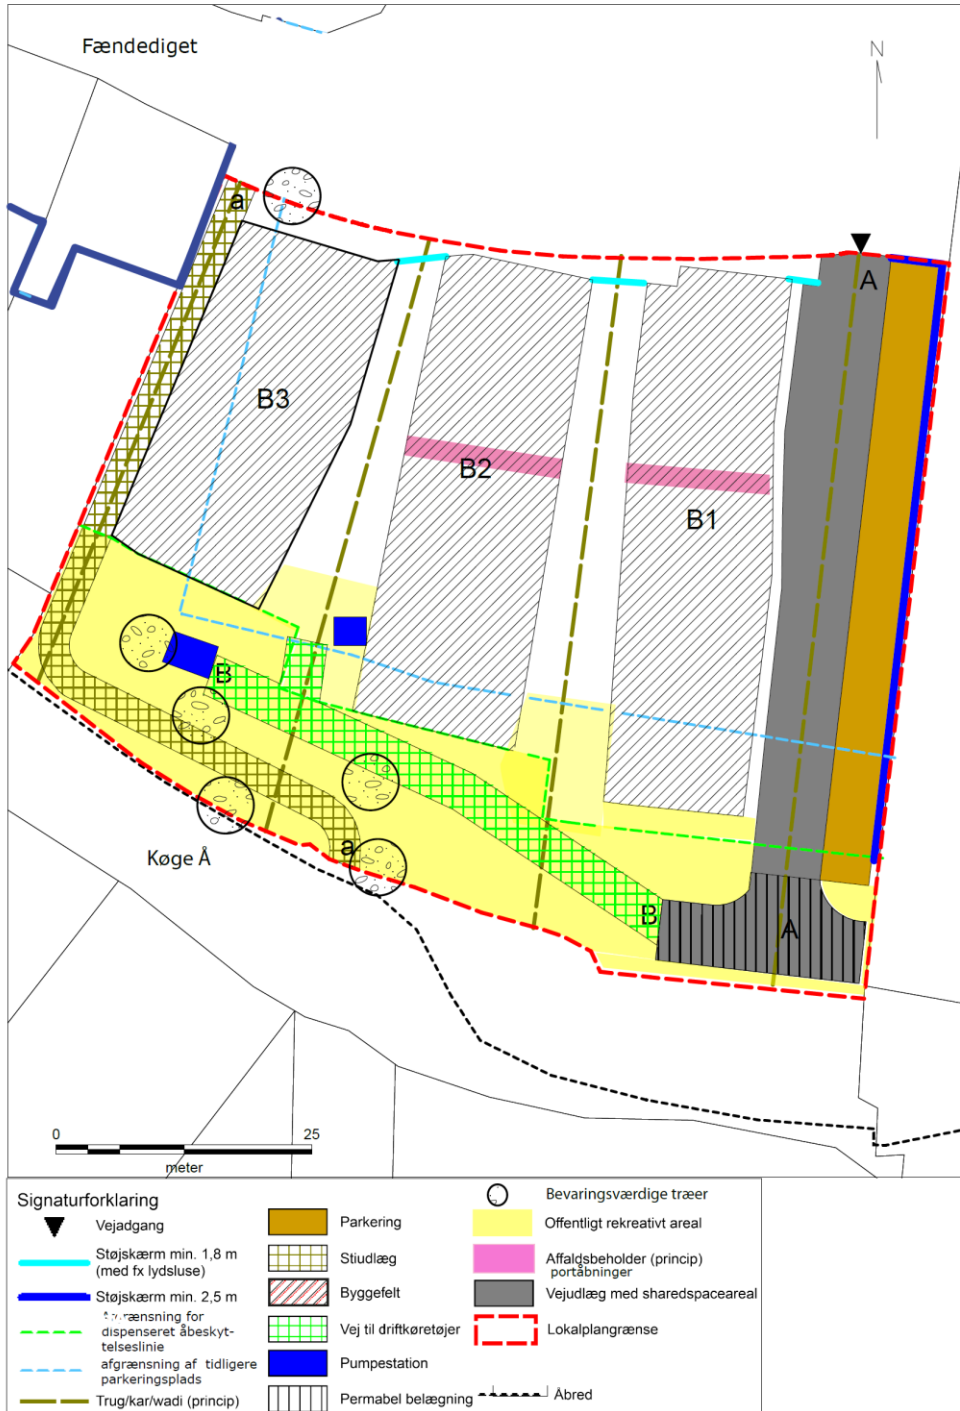 Fændediget
N
a
A
B3
B2
B1
B
B
A
a
Køge Å
0 25
meter
Signaturforklaring
Vejadgang
Støjskærm min. 1,8 m
(med fx lydsluse)
Støjskærm min. 2,5 m
for
dispenseret åbeskyt-
telseslinie
afgrænsning af tidligere
parkeringsplads
Trug/kar/wadi (princip)
Parkering
Stiudlæg
Byggefelt
Vej til driftkøretøjer
Pumpestation
Permabel belægning
Bevaringsværdige træer
Offentligt rekreativt areal
Affaldsbeholder (princip)
portåbninger
Vejudlæg med sharedspaceareal
Lokalplangrænse
Åbred